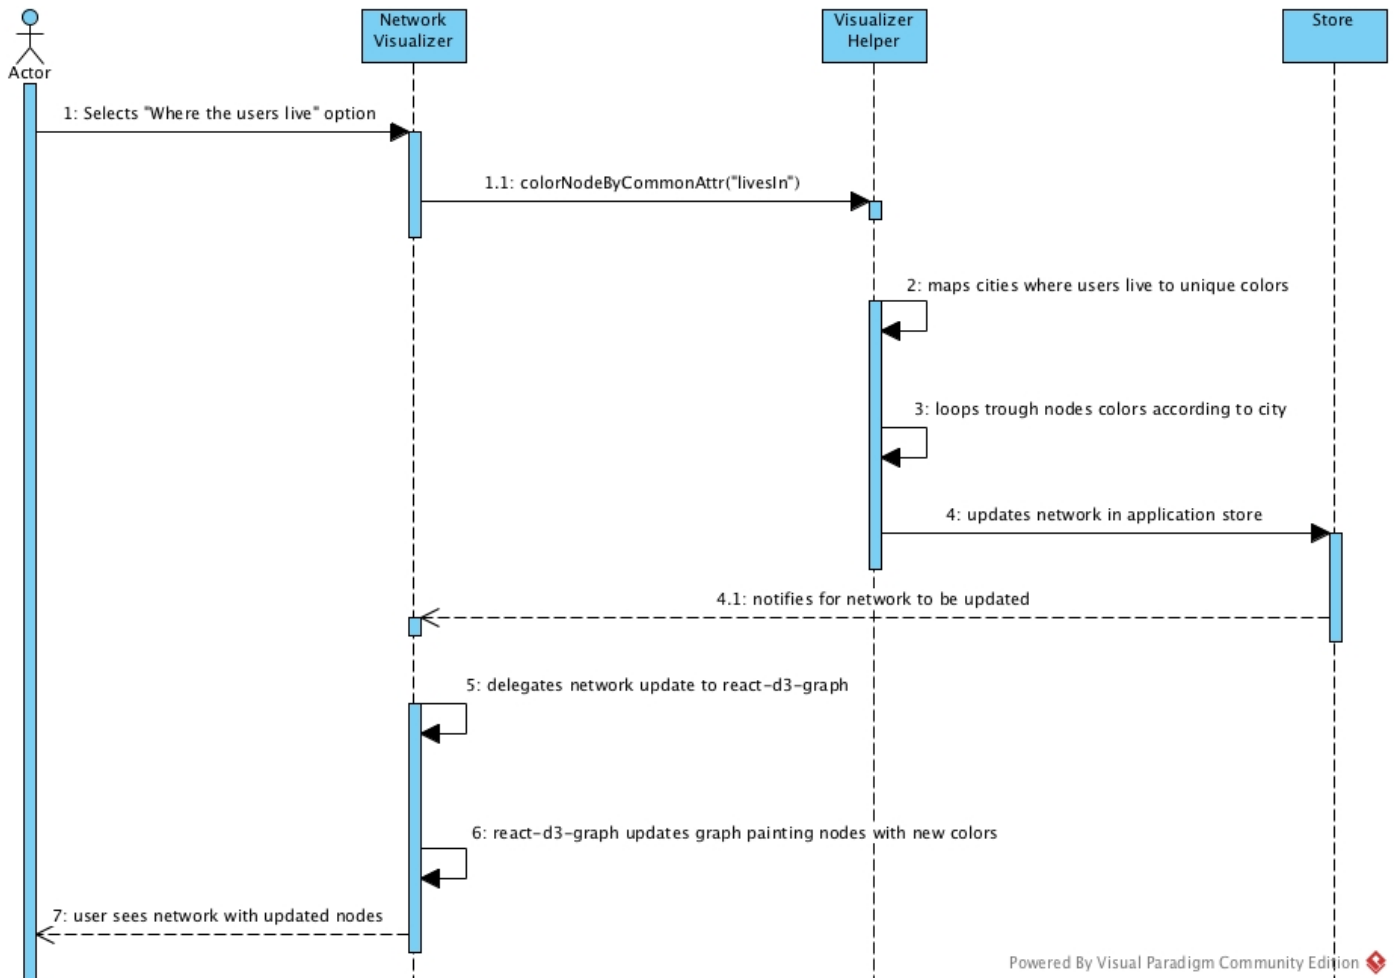 Network
Visualizer
Visualizer
Helper
Store
Actor
1: Selects "Where the users live" option
1.1: colorNodeByCommonAttr("livesIn")
2: maps cities where users live to unique colors
3: loops trough nodes colors according to city
4: updates network in application store
4.1: notifies for network to be updated
5: delegates network update to react-d3-graph
6: react-d3-graph updates graph painting nodes with new colors
7: user sees network with updated nodes
Powered By Visual Paradigm Community Edition